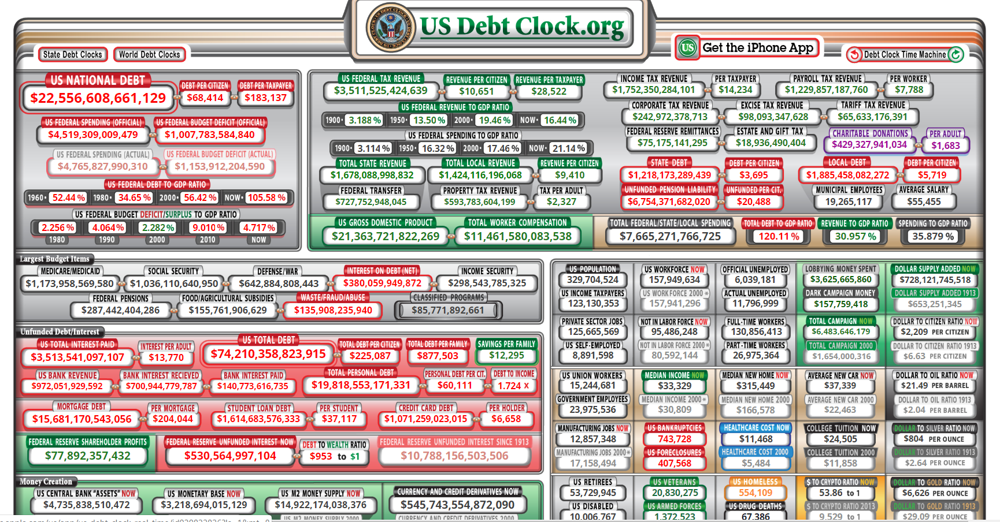 US Debt Clock.org
State Debt Clocks
World Debt Clocks
US Get the iPhone App
Debt Clock Time Machine
US NATIONAL DEBT
$22,556,608,661,129
DEBT PER CITIZEN
$68,414
DEBT PER TAXPAYER
$183,137
US FEDERAL SPENDING (OFFICIAL)
$4,519,309,009,479
US FEDERAL BUDGET DEFICIT (OFFICIAL)
$1,007,783,584,840
US FEDERAL SPENDING (ACTUAL)
$4,765,827,990,310
US FEDERAL BUDGET DEFICIT (ACTUAL)
$1,153,912,204,590
US FEDERAL DEBT TO GDP RATIO
1960• 52.44 % 1980• 34.65 % 2000• 56.42 % NOW• 105.58 %
US FEDERAL BUDGET DEFICIT/SURPLUS TO GDP RATIO
2.256 % 4.064 % 2.282 % 9.010 % 4.717 %
1980 1990 2000 2010 NOW
US FEDERAL TAX REVENUE
$3,511,525,424,639
REVENUE PER CITIZEN
$10,651
REVENUE PER TAXPAYER
$28,522
US FEDERAL REVENUE TO GDP RATIO
1900• 3.188 % 1950• 13.50 % 2000• 19.46 % NOW• 16.44 %
US FEDERAL SPENDING TO GDP RATIO
1900• 3.114 % 1950• 16.32 % 2000• 17.46 % NOW• 21.14 %
TOTAL STATE REVENUE
$1,678,088,998,832
TOTAL LOCAL REVENUE
$1,424,116,196,068
REVENUE PER CITIZEN
$9,410
FEDERAL TRANSFER
$727,752,948,045
PROPERTY TAX REVENUE
$593,783,604,199
TAX PER ADULT
$2,327
US GROSS DOMESTIC PRODUCT
$21,363,721,822,269
TOTAL WORKER COMPENSATION
$11,461,580,083,538
INCOME TAX REVENUE
$1,752,350,284,101
PER TAXPAYER
$14,234
PAYROLL TAX REVENUE
$1,229,857,187,760
PER WORKER
$7,788
CORPORATE TAX REVENUE
$242,972,378,713
EXCISE TAX REVENUE
$98,093,347,628
TARIFF TAX REVENUE
$65,633,176,391
FEDERAL RESERVE REMITTANCES
$75,175,141,295
ESTATE AND GIFT TAX
$18,936,490,404
CHARITABLE DONATIONS
$429,327,941,034
PER ADULT
$1,683
STATE DEBT
$1,218,173,289,439
DEBT PER CITIZEN
$3,695
LOCAL DEBT
$1,885,458,082,272
DEBT PER CITIZEN
$5,719
UNFUNDED PENSION LIABILITY
$6,754,371,682,020
UNFUNDED PER CIT.
$20,488
MUNICIPAL EMPLOYEES
19,265,117
AVERAGE SALARY
$55,455
TOTAL FEDERAL/STATE/LOCAL SPENDING
$7,665,271,766,725
TOTAL DEBT TO GDP RATIO
120.11 %
REVENUE TO GDP RATIO
30.957 %
SPENDING TO GDP RATIO
35.879 %
Largest Budget Items
MEDICARE/MEDICAID
$1,173,958,569,580
SOCIAL SECURITY
$1,036,110,640,950
DEFENSE/WAR
$642,884,808,443
INTEREST ON DEBT (NET)
$380,059,949,872
INCOME SECURITY
$298,543,785,325
FEDERAL PENSIONS
$287,442,404,286
FOOD/AGRICULTURAL SUBSIDIES
$155,761,906,629
WASTE/FRAUD/ABUSE
$135,908,235,940
CLASSIFIED PROGRAMS
$85,771,892,661
Unfunded Debt/Interest
US TOTAL INTEREST PAID
$3,513,541,097,107
INTEREST PER ADULT
$13,770
US TOTAL DEBT
$74,210,358,823,915
TOTAL DEBT PER CITIZEN
$225,087
TOTAL DEBT PER FAMILY
$877,503
SAVINGS PER FAMILY
$12,295
US BANK REVENUE
$972,051,929,592
BANK INTEREST RECIEVED
$700,944,779,787
BANK INTEREST PAID
$140,773,616,735
TOTAL PERSONAL DEBT
$19,818,553,171,331
PERSONAL DEBT PER CIT.
$60,111
DEBT TO INCOME
1.724 x
MORTGAGE DEBT
$15,681,170,543,056
PER MORTGAGE
$204,044
STUDENT LOAN DEBT
$1,614,683,576,333
PER STUDENT
$37,117
CREDIT CARD DEBT
$1,071,259,023,015
PER HOLDER
$6,658
FEDERAL RESERVE SHAREHOLDER PROFITS
$77,892,357,432
FEDERAL RESERVE UNFUNDED INTEREST NOW
$530,564,997,104
DEBT TO WEALTH RATIO
$953 to $1
FEDERAL RESERVE UNFUNDED INTEREST SINCE 1913
$10,788,156,503,506
Money Creation
US CENTRAL BANK "ASSETS" NOW
$4,735,838,510,472
US MONETARY BASE NOW
$3,218,694,015,129
US M2 MONEY SUPPLY NOW
$14,922,174,038,376
CURRENCY AND CREDIT DERIVATIVES NOW
$545,743,554,872,090
US M2 MONEY SUPPLY 2000
CURRENCY AND CREDIT DERIVATIVES 2000
US POPULATION
329,704,524
US WORKFORCE NOW
157,949,634
OFFICIAL UNEMPLOYED
6,039,181
LOBBYING MONEY SPENT
$3,625,665,860
DOLLAR SUPPLY ADDED NOW
$728,121,745,518
US INCOME TAXPAYERS
123,130,353
US WORKFORCE 2000 *
157,941,296
ACTUAL UNEMPLOYED
11,796,999
DARK CAMPAIGN MONEY
$157,759,418
DOLLAR SUPPLY ADDED 1913
$653,251,345
PRIVATE SECTOR JOBS
125,665,569
NOT IN LABOR FORCE NOW
95,486,248
FULL-TIME WORKERS
130,856,413
TOTAL CAMPAIGN NOW
$6,483,646,179
DOLLAR TO CITIZEN RATIO NOW
$2,209 PER CITIZEN
US SELF-EMPLOYED
8,891,598
NOT IN LABOR FORCE 2000 *
80,592,144
PART-TIME WORKERS
26,975,364
TOTAL CAMPAIGN 2000
$1,654,000,316
DOLLAR TO CITIZEN RATIO 1913
$6.63 PER CITIZEN
US UNION WORKERS
15,244,681
MEDIAN INCOME NOW
$33,329
MEDIAN NEW HOME NOW
$315,449
AVERAGE NEW CAR NOW
$37,339
DOLLAR TO OIL RATIO NOW
$21.49 PER BARREL
GOVERNMENT EMPLOYEES
23,975,536
MEDIAN INCOME 2000 *
$30,809
MEDIAN NEW HOME 2000
$166,578
AVERAGE NEW CAR 2000
$22,463
DOLLAR TO OIL RATIO 1913
$2.04 PER BARREL
MANUFACTURING JOBS NOW
12,857,348
US BANKRUPTCIES
743,728
HEALTHCARE COST NOW
$11,468
COLLEGE TUITION NOW
$24,505
DOLLAR TO SILVER RATIO NOW
$804 PER OUNCE
MANUFACTURING JOBS 2000 *
17,158,494
US FORECLOSURES
407,568
HEALTHCARE COST 2000
$5,484
COLLEGE TUITION 2000
$11,858
DOLLAR TO SILVER RATIO 1913
$2.64 PER OUNCE
US RETIREES
53,729,945
US VETERANS
20,830,275
US HOMELESS
554,109
$ TO CRYPTO RATIO NOW
53.86 to 1
DOLLAR TO GOLD RATIO NOW
$6,626 PER OUNCE
US DISABLED
10,006,767
US ARMED FORCES
1,372,523
US DRUG DEATHS
67,386
$ TO CRYPTO RATIO 2013
9,529 to 1
DOLLAR TO GOLD RATIO 1913
$29.09 PER OUNCE